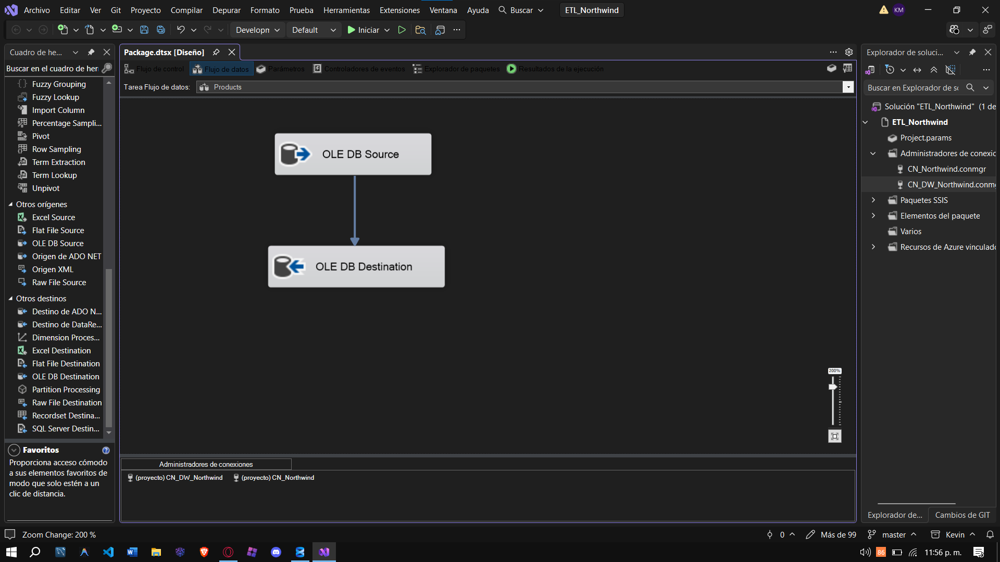 Archivo Editar Ver Git Proyecto Compilar Depurar Formato Prueba Herramientas Extensiones Ventana Ayuda Buscar ETL_Northwind KM
Developn Default Iniciar
Cuadro de he...
Buscar en el cuadro de her
Fuzzy Grouping
Fuzzy Lookup
Import Column
Percentage Sampli...
Pivot
Row Sampling
Term Extraction
Term Lookup
Unpivot
Otros orígenes
Excel Source
Flat File Source
OLE DB Source
Origen de ADO NET
Origen XML
Raw File Source
Otros destinos
Destino de ADO N...
Destino de DataRe...
Dimension Proces...
Excel Destination
Flat File Destination
OLE DB Destination
Partition Processing
Raw File Destination
Recordset Destina...
SQL Server Destin...
Favoritos
Proporciona acceso cómodo
a sus elementos favoritos de
modo que solo estén a un
clic de distancia.
Package.dtsx [Diseño]
Flujo de control Flujo de datos Parámetros Controladores de eventos Explorador de paquetes Resultados de la ejecución
Tarea Flujo de datos: Products
OLE DB Source
OLE DB Destination
200%
Administradores de conexiones
(proyecto) CN_DW_Northwind (proyecto) CN_Northwind
Explorador de soluci...
Buscar en Explorador de so
Solución "ETL_Northwind" (1 de
ETL_Northwind
Project.params
Administradores de conexio
CN_Northwind.conmgr
CN_DW_Northwind.conmg
Paquetes SSIS
Elementos del paquete
Varios
Recursos de Azure vinculado
Explorador de... Cambios de GIT
Zoom Change: 200 % 0 Más de 99 master Kevin
86 11:56 p. m.